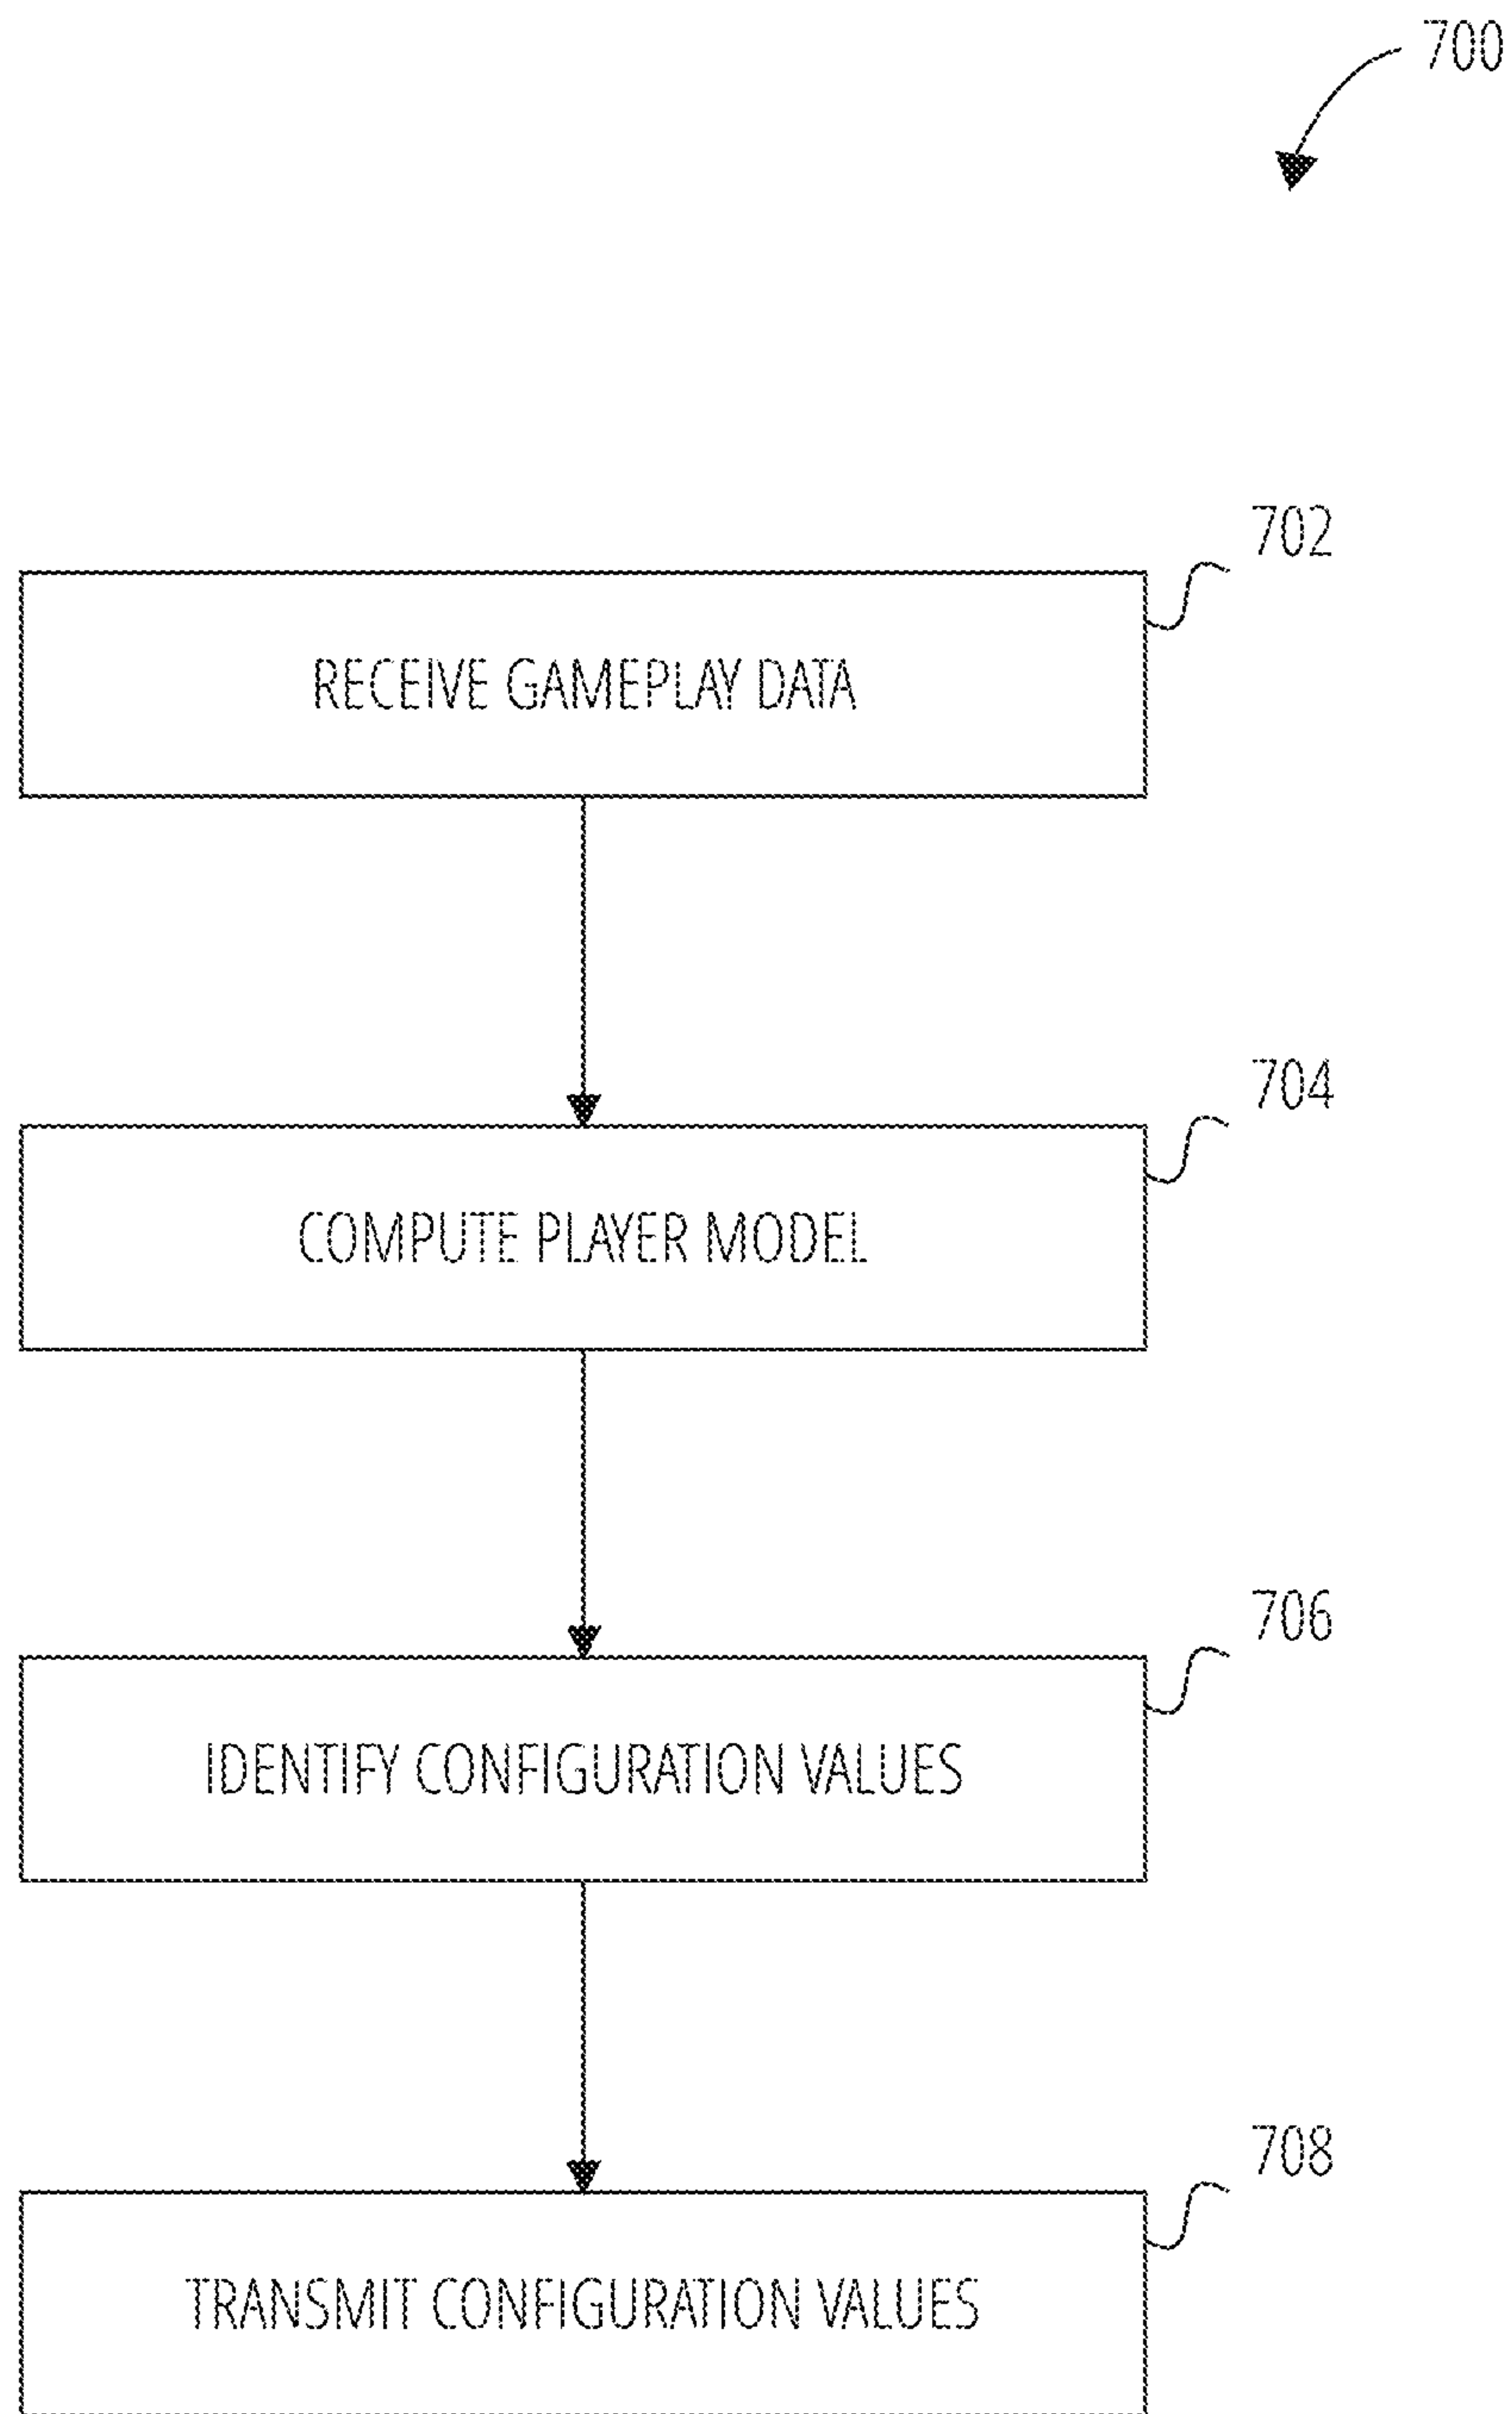 700
702
RECEIVE GAMEPLAY DATA
704
COMPUTE PLAYER MODEL
706
IDENTIFY CONFIGURATION VALUES
708
TRANSMIT CONFIGURATION VALUES